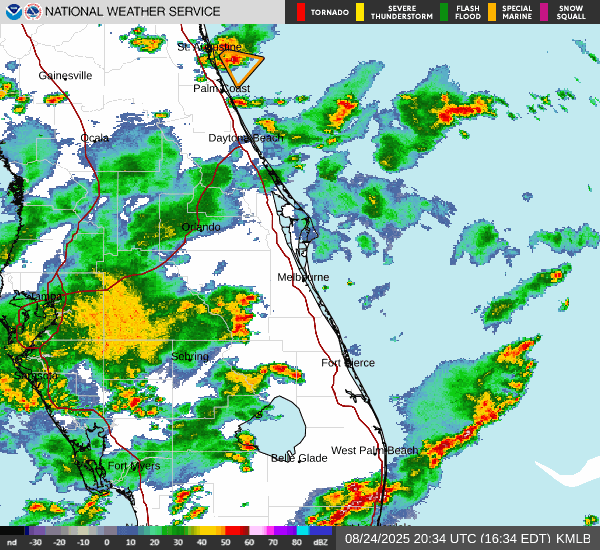 NATIONAL WEATHER SERVICE
TORNADO
SEVERE THUNDERSTORM
FLASH FLOOD
SPECIAL MARINE
SNOW SQUALL
St. Augustine
Gainesville
Palm Coast
Ocala
Daytona Beach
Orlando
Melbourne
Tampa
Sebring
Fort Pierce
Sarasota
West Palm Beach
Belle Glade
Fort Myers
nd -30 -20 -10 0 10 20 30 40 50 60 70 80 dBZ
08/24/2025 20:34 UTC (16:34 EDT) KMLB